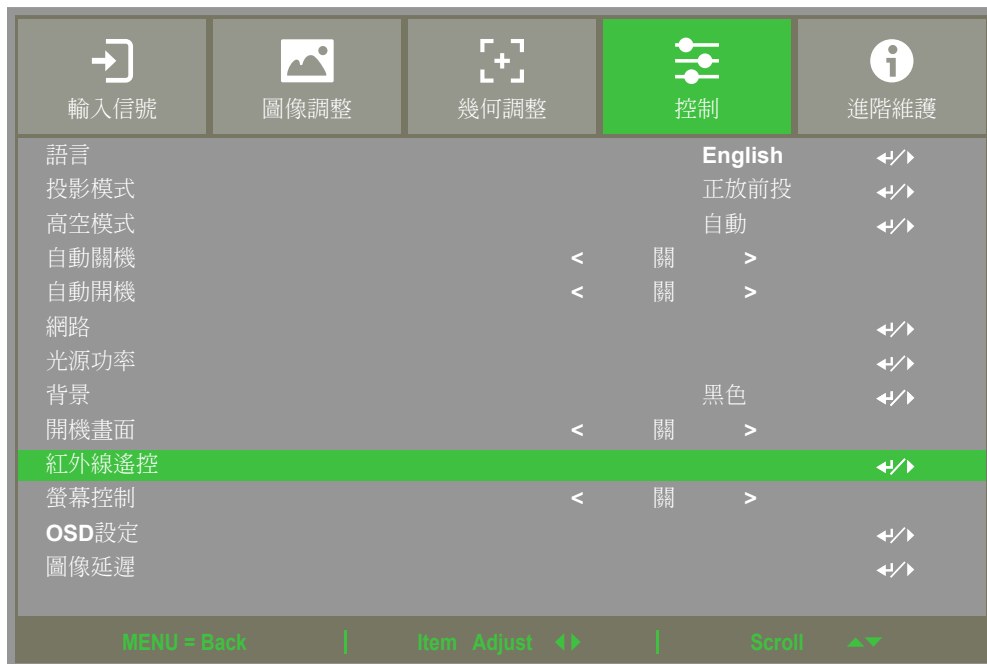 輸入信號 圖像調整 幾何調整 控制 進階維護
語言 English
投影模式 正放前投
高空模式 自動
自動關機 < 關 >
自動開機 < 關 >
網路
光源功率
背景 黑色
開機畫面 < 關 >
紅外線遙控
螢幕控制 < 關 >
OSD設定
圖像延遲
MENU = Back Item Adjust Scroll